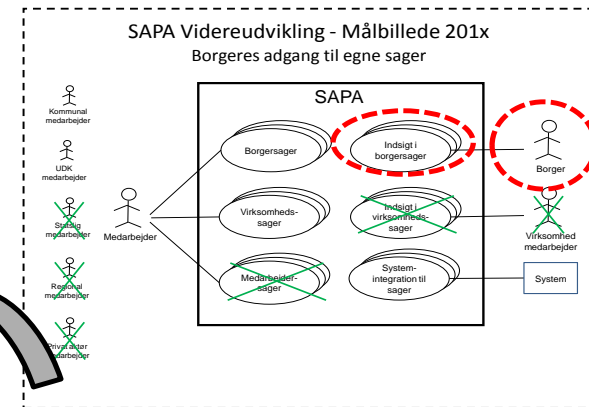 SAPA Videreudvikling - Målbillede 201x
Borgeres adgang til egne sager
SAPA
Kommunal
medarbejder
UDK
medarbejder
Statslig
medarbejder
Regional
medarbejder
Privat aktør
medarbejder
Medarbejder
Borgersager
Virksomheds-
sager
Medarbejder-
sager
Indsigt i
borgersager
Indsigt i
virksomheds-
sager
System-
integration til
sager
Borger
Virksomhed
medarbejder
System